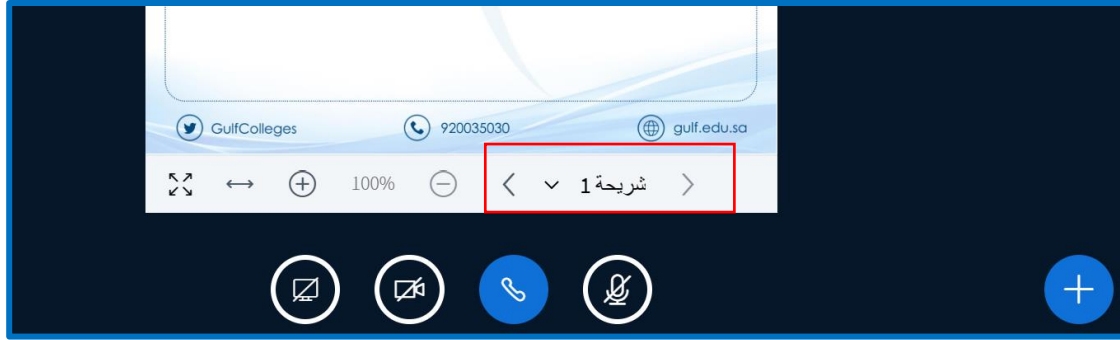 GulfColleges 920035030 gulf.edu.sa
100% شريحة 1